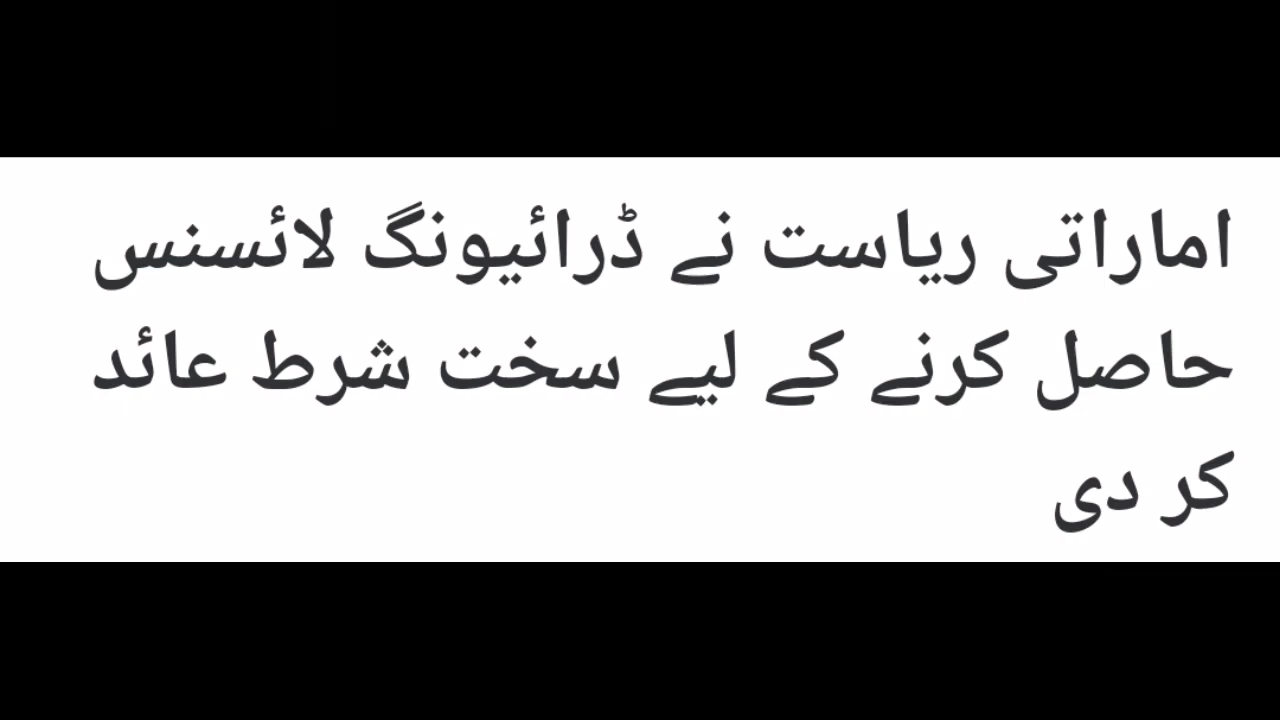 اماراتی ریاست نے ڈرائیونگ لائسنس
حاصل کرنے کے لیے سخت شرط عائد
کر دی